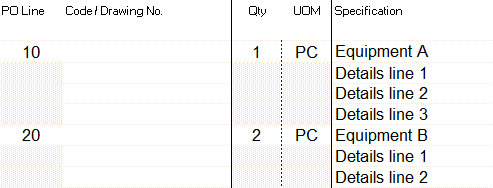 PO Line Code / Drawing No. Qty UOM Specification
10 1 PC Equipment A
Details line 1
Details line 2
Details line 3
20 2 PC Equipment B
Details line 1
Details line 2